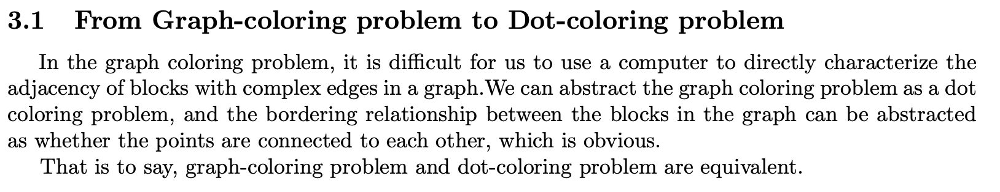 3.1 From Graph-coloring problem to Dot-coloring problem
In the graph coloring problem, it is difficult for us to use a computer to directly characterize the
adjacency of blocks with complex edges in a graph.We can abstract the graph coloring problem as a dot
coloring problem, and the bordering relationship between the blocks in the graph can be abstracted
as whether the points are connected to each other, which is obvious.
That is to say, graph-coloring problem and dot-coloring problem are equivalent.